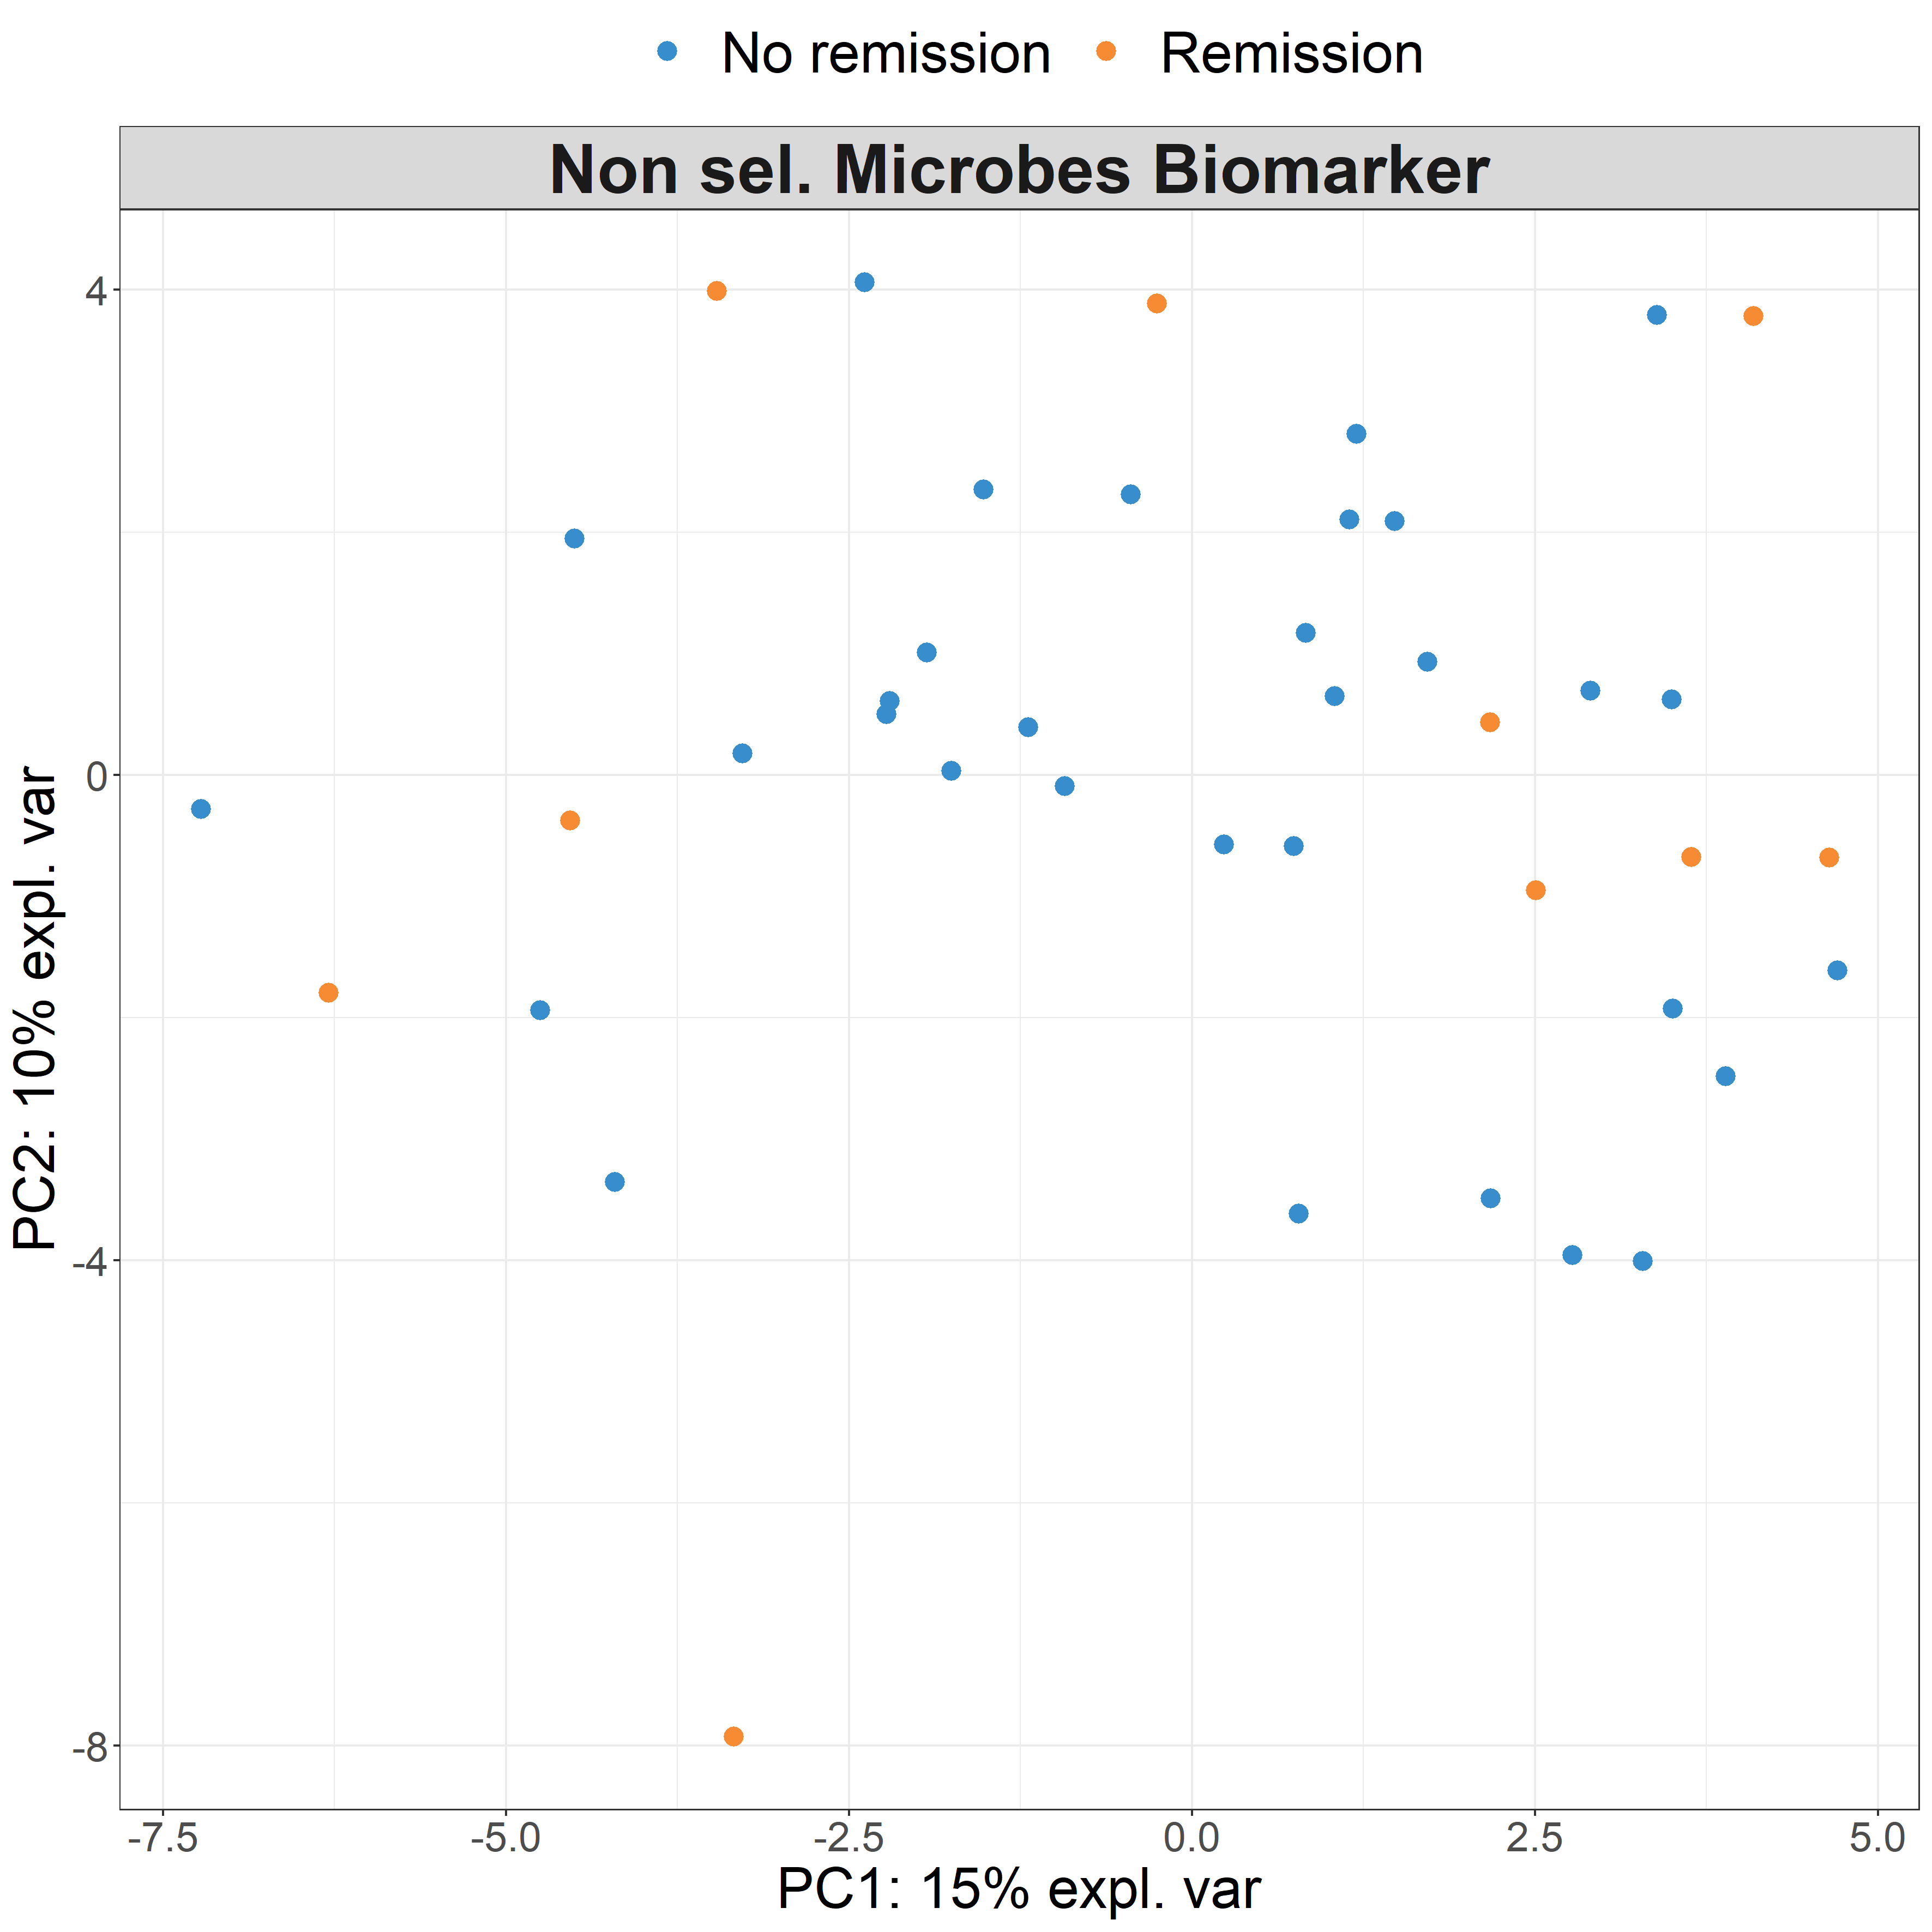 No remission Remission
Non sel. Microbes Biomarker
4
0
-4
-8
PC2: 10% expl. var
-7.5 -5.0 -2.5 0.0 2.5 5.0
PC1: 15% expl. var